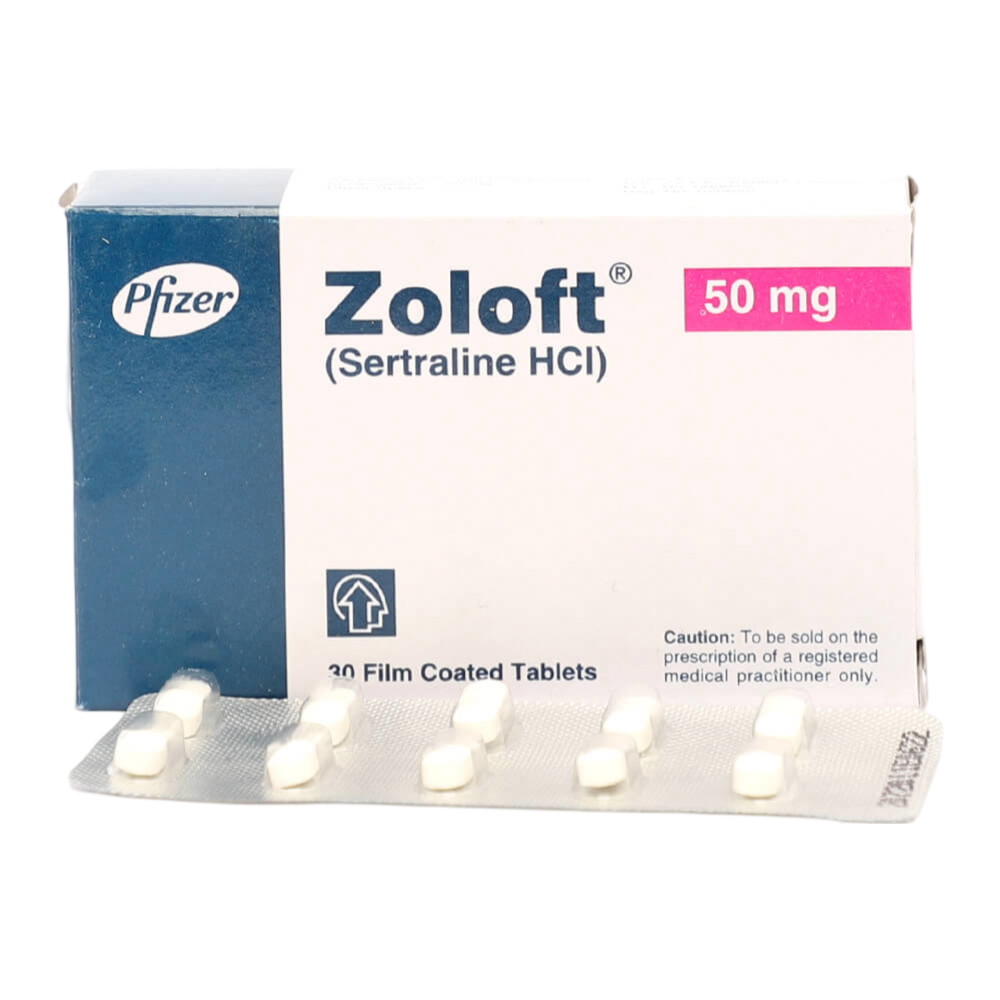 Pfizer
Zoloft®
50 mg
(Sertraline HCl)
30 Film Coated Tablets
Caution: To be sold on the
prescription of a registered
medical practitioner only.